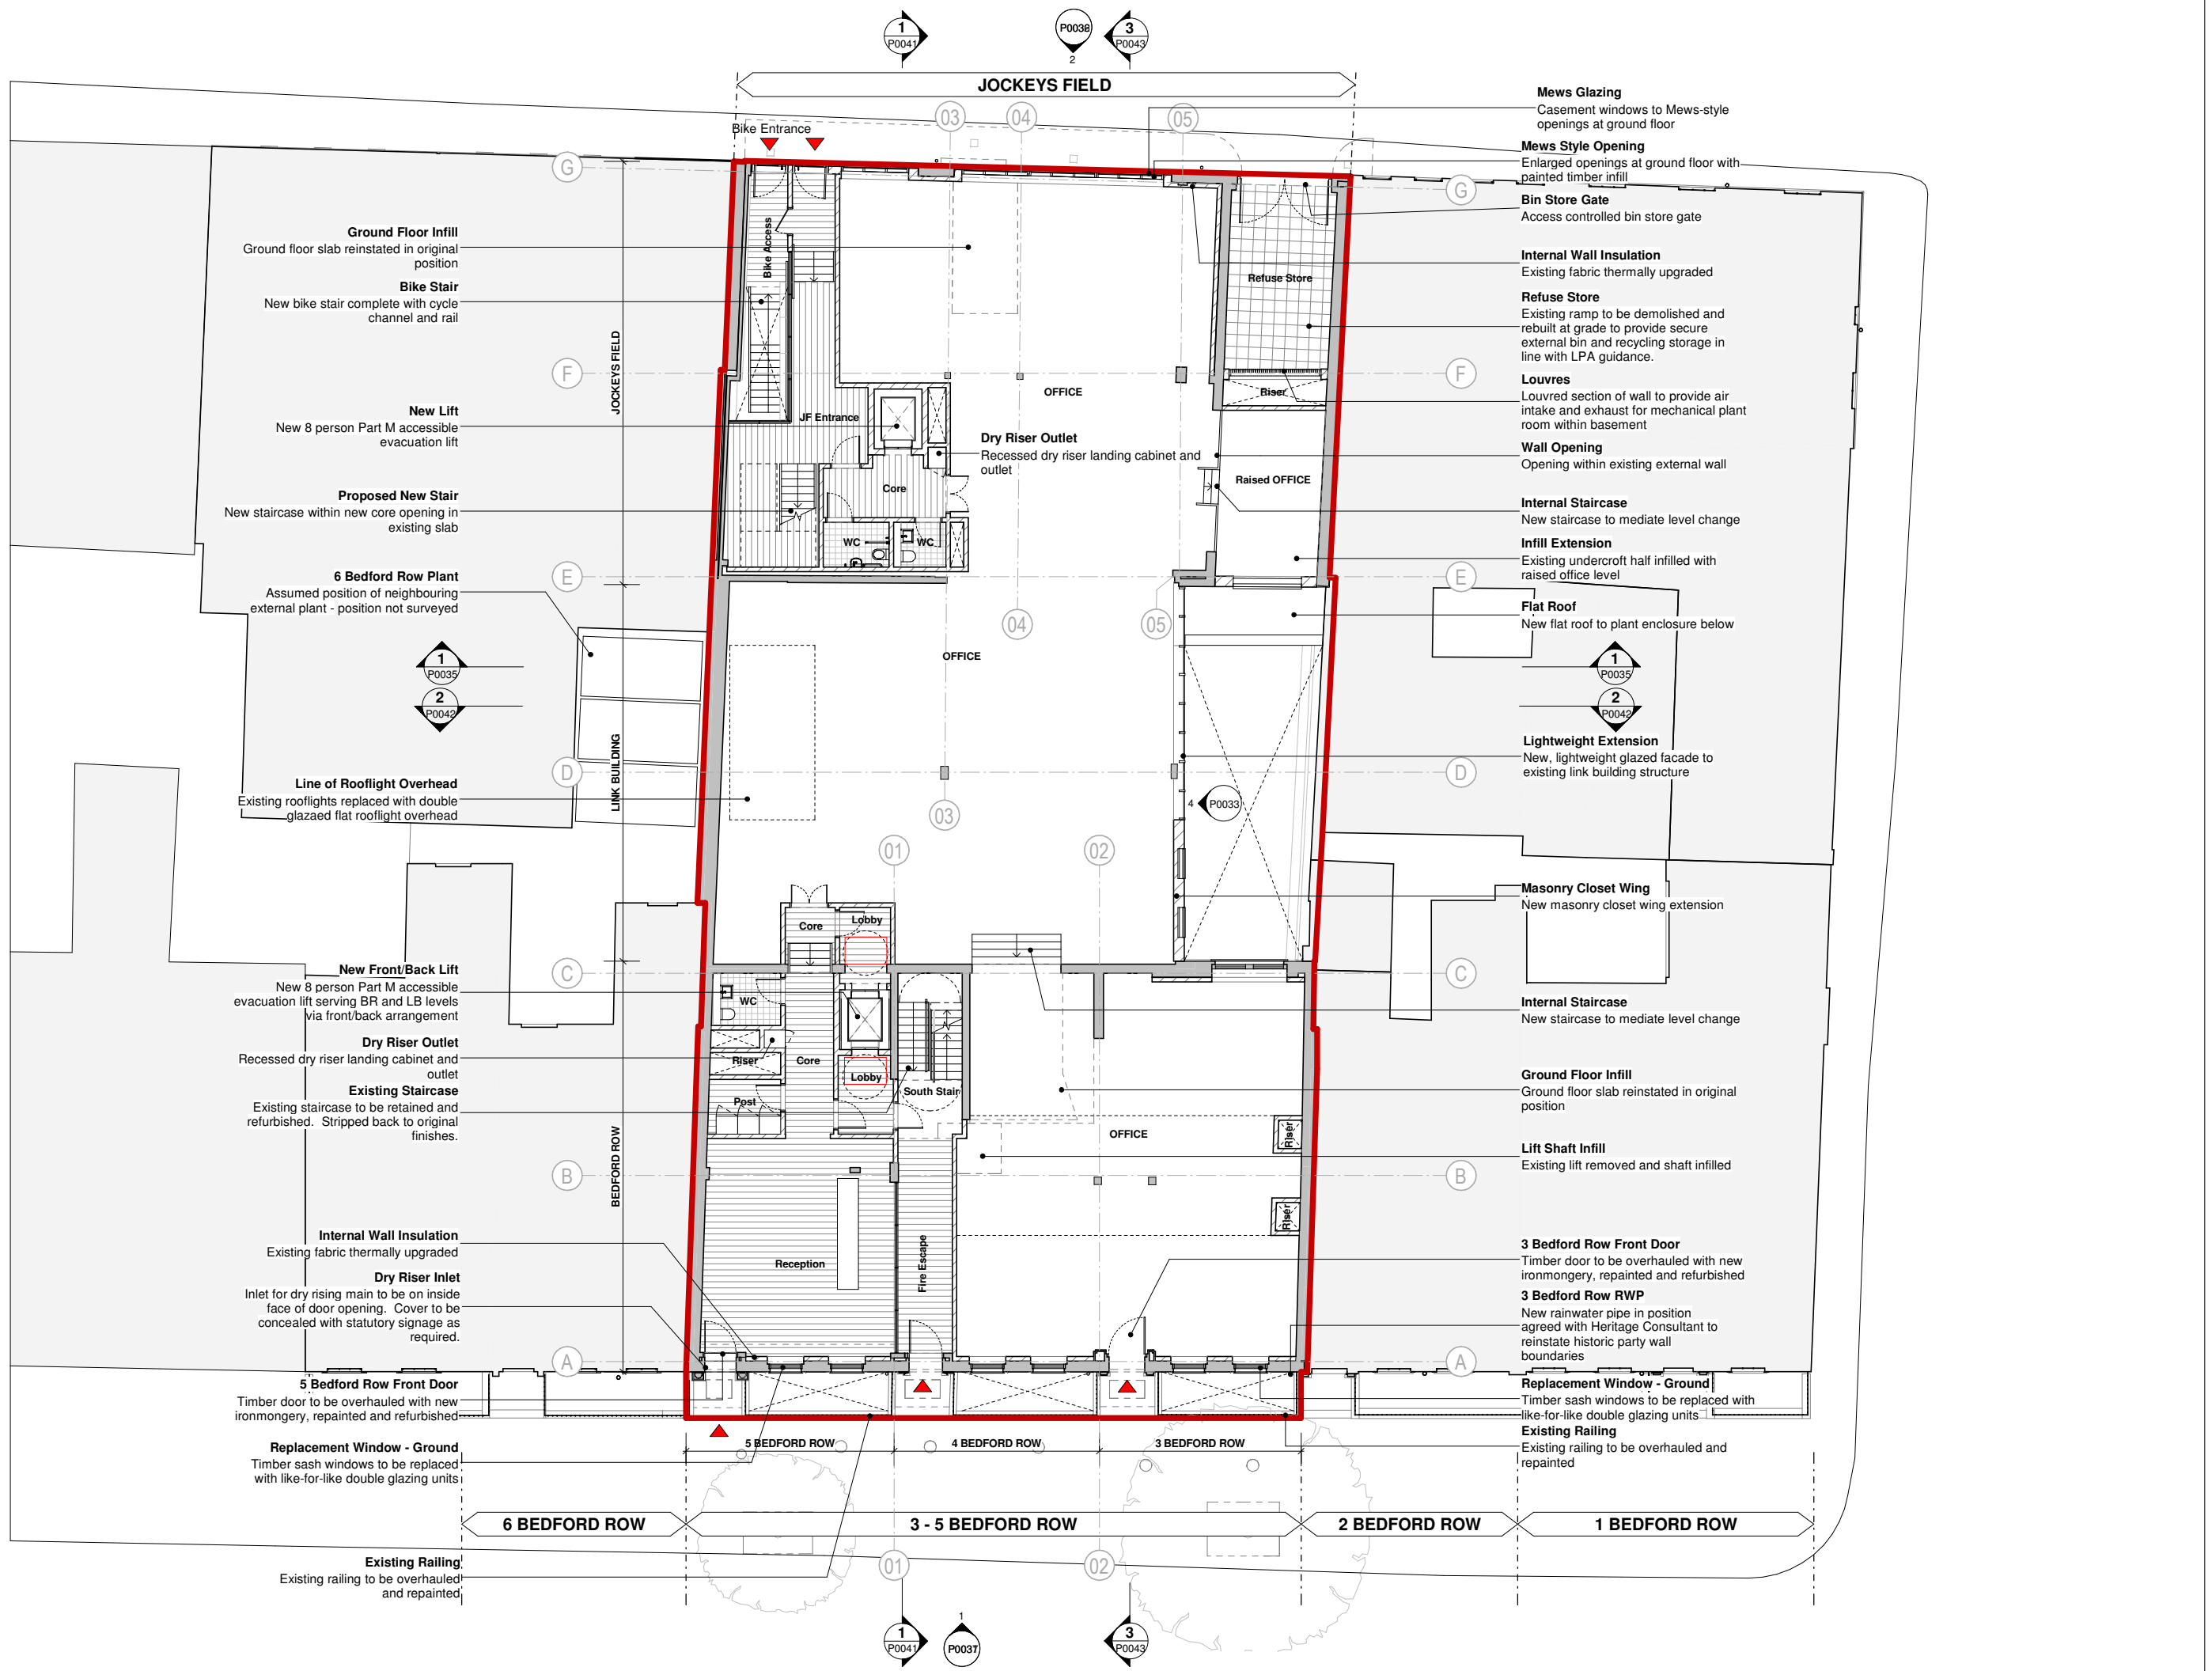 1
P0041
P0038
2
3
P0043
JOCKEYS FIELD
Bike Entrance
03
04
05
G
G
F
F
E
E
04
05
D
D
03
01
02
C
C
B
B
A
A
01
02
Ground Floor Infill
Ground floor slab reinstated in original
position
Bike Stair
New bike stair complete with cycle
channel and rail
New Lift
New 8 person Part M accessible
evacuation lift
Proposed New Stair
New staircase within new core opening in
existing slab
6 Bedford Row Plant
Assumed position of neighbouring
external plant - position not surveyed
1
P0035
2
P0042
Line of Rooflight Overhead
Existing rooflights replaced with double
glazaed flat rooflight overhead
New Front/Back Lift
New 8 person Part M accessible
evacuation lift serving BR and LB levels
via front/back arrangement
Dry Riser Outlet
Recessed dry riser landing cabinet and
outlet
Existing Staircase
Existing staircase to be retained and
refurbished. Stripped back to original
finishes.
Internal Wall Insulation
Existing fabric thermally upgraded
Dry Riser Inlet
Inlet for dry rising main to be on inside
face of door opening. Cover to be
concealed with statutory signage as
required.
5 Bedford Row Front Door
Timber door to be overhauled with new
ironmongery, repainted and refurbished
Replacement Window - Ground
Timber sash windows to be replaced
with like-for-like double glazing units
Existing Railing
Existing railing to be overhauled
and repainted
JOCKEYS FIELD
LINK BUILDING
BEDFORD ROW
Bike Access
JF Entrance
OFFICE
Refuse Store
Riser
Dry Riser Outlet
Recessed dry riser landing cabinet and
outlet
Core
Raised OFFICE
WC
WC
OFFICE
4
P0033
Core
Lobby
WC
Riser
Core
Lobby
South Stair
Post
OFFICE
Riser
Riser
Reception
Fire Escape
Mews Glazing
Casement windows to Mews-style
openings at ground floor
Mews Style Opening
Enlarged openings at ground floor with
painted timber infill
Bin Store Gate
Access controlled bin store gate
Internal Wall Insulation
Existing fabric thermally upgraded
Refuse Store
Existing ramp to be demolished and
rebuilt at grade to provide secure
external bin and recycling storage in
line with LPA guidance.
Louvres
Louvred section of wall to provide air
intake and exhaust for mechanical plant
room within basement
Wall Opening
Opening within existing external wall
Internal Staircase
New staircase to mediate level change
Infill Extension
Existing undercroft half infilled with
raised office level
Flat Roof
New flat roof to plant enclosure below
1
P0035
2
P0042
Lightweight Extension
New, lightweight glazed facade to
existing link building structure
Masonry Closet Wing
New masonry closet wing extension
Internal Staircase
New staircase to mediate level change
Ground Floor Infill
Ground floor slab reinstated in original
position
Lift Shaft Infill
Existing lift removed and shaft infilled
3 Bedford Row Front Door
Timber door to be overhauled with new
ironmongery, repainted and refurbished
3 Bedford Row RWP
New rainwater pipe in position
agreed with Heritage Consultant to
reinstate historic party wall
boundaries
Replacement Window - Ground
Timber sash windows to be replaced with
like-for-like double glazing units
Existing Railing
Existing railing to be overhauled and
repainted
5 BEDFORD ROW
4 BEDFORD ROW
3 BEDFORD ROW
6 BEDFORD ROW
3 - 5 BEDFORD ROW
2 BEDFORD ROW
1 BEDFORD ROW
1
P0041
1
P0037
3
P0043